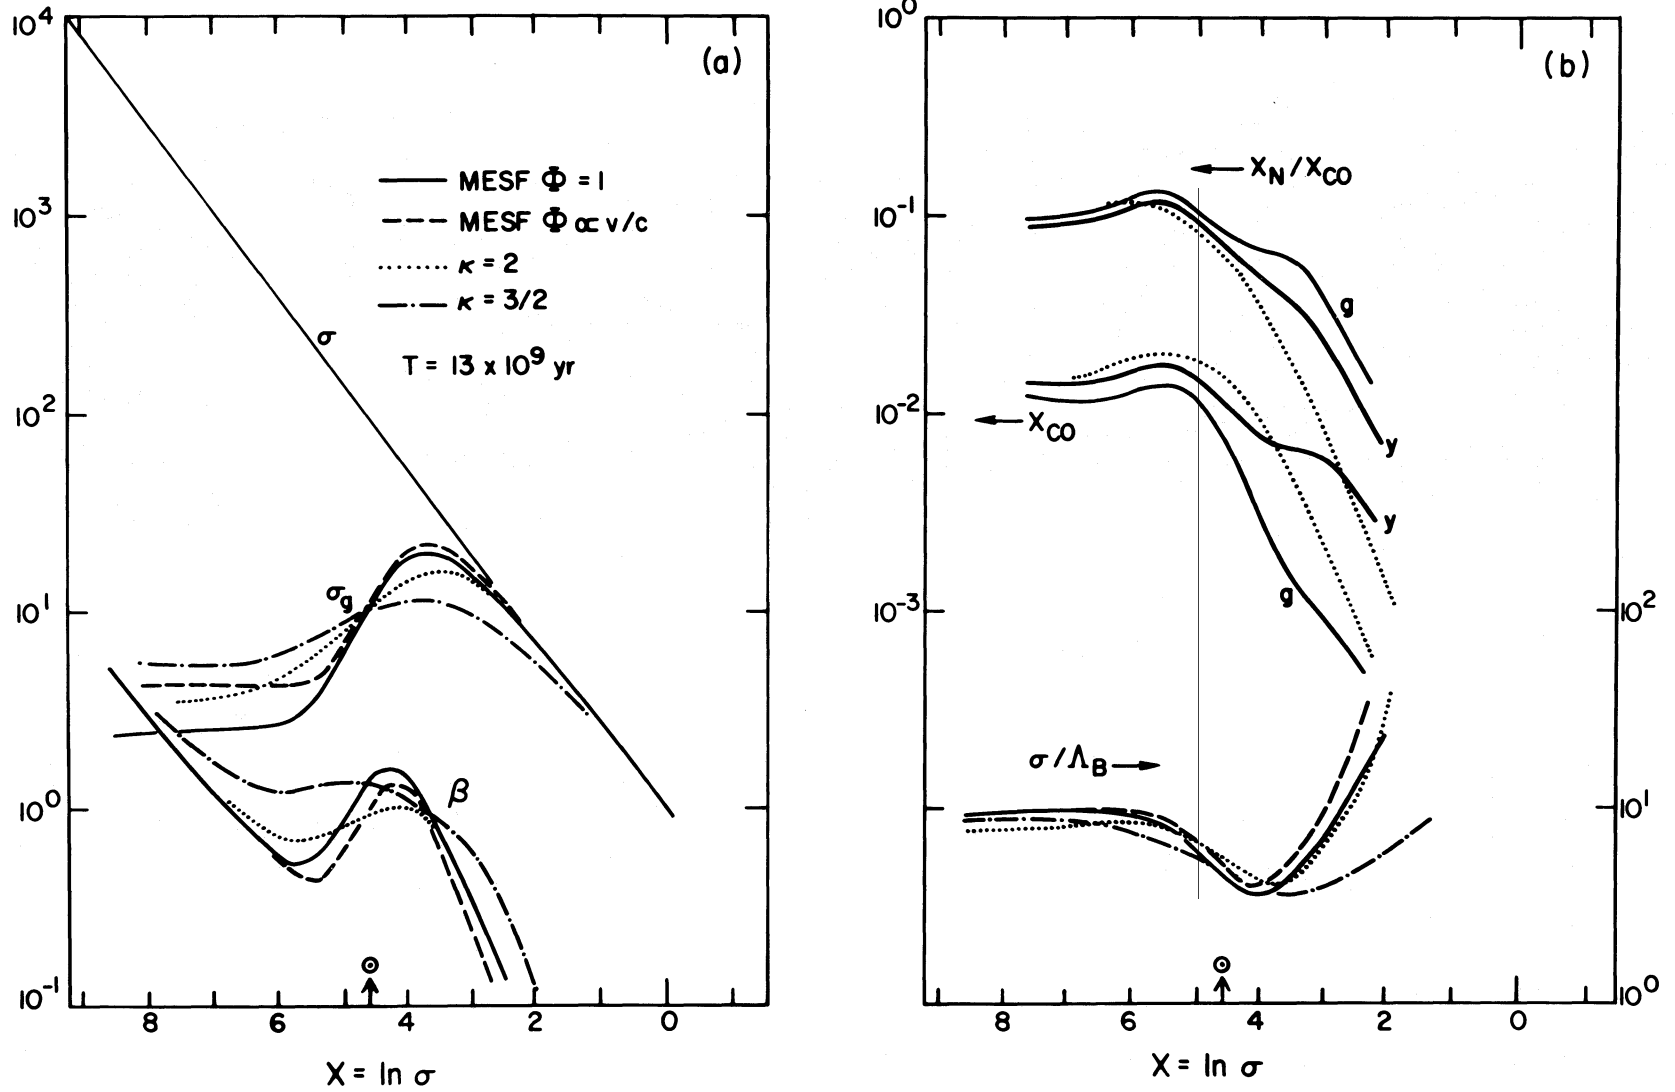 (a)
10⁴
10³
10²
10¹
10⁰
10⁻¹
MESF Φ = 1
MESF Φ ∝ v/c
κ = 2
κ = 3/2
T = 13 x 10⁹ yr
σ
σg
β
⊙
8 6 4 2 0
X = ln σ
(b)
10⁰
10⁻¹
10⁻²
10⁻³
10²
10¹
10⁰
← X_N/X_CO
g
y
← X_CO
y
g
σ/Λ_B →
⊙
8 6 4 2 0
X = ln σ